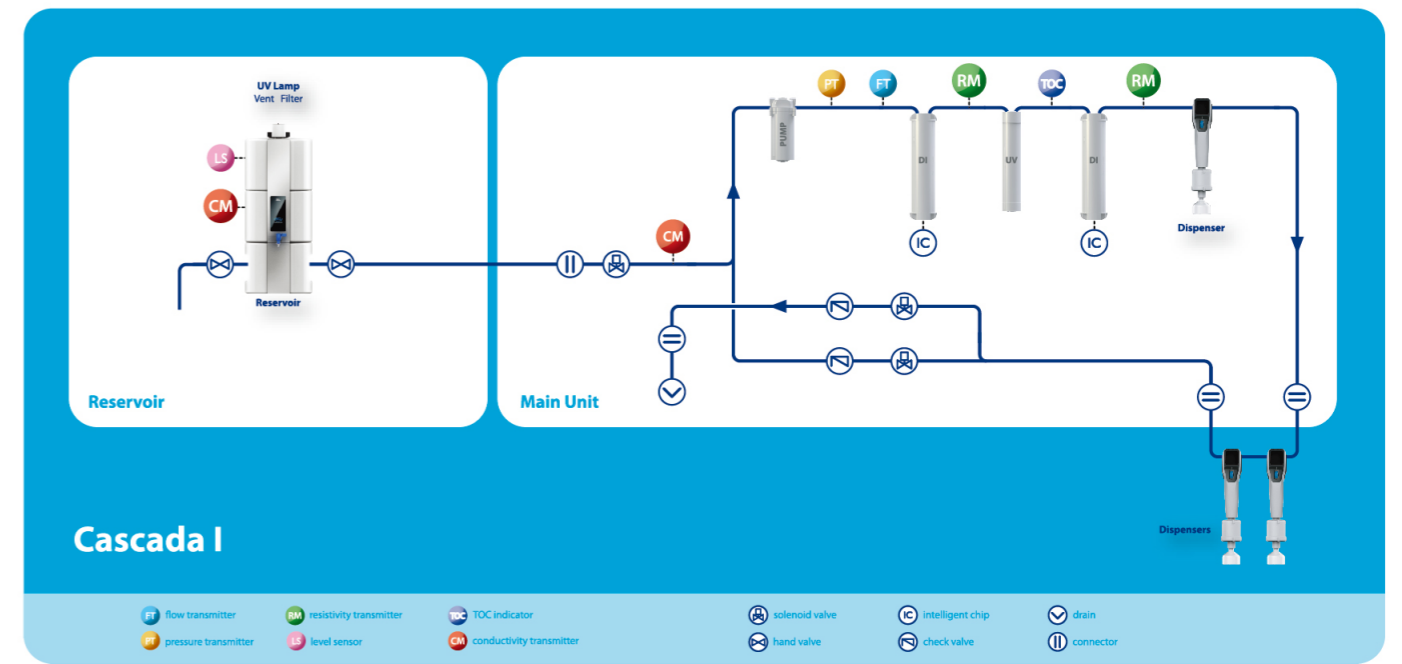 UV Lamp
Vent Filter
LS
CM
Reservoir
Reservoir
PT
FT
RM
TOC
RM
PUMP
DI
UV
DI
IC
IC
Dispenser
CM
Main Unit
Dispensers
Cascada I
FT flow transmitter
RM resistivity transmitter
TOC TOC indicator
solenoid valve
IC intelligent chip
drain
PT pressure transmitter
LS level sensor
CM conductivity transmitter
hand valve
check valve
connector